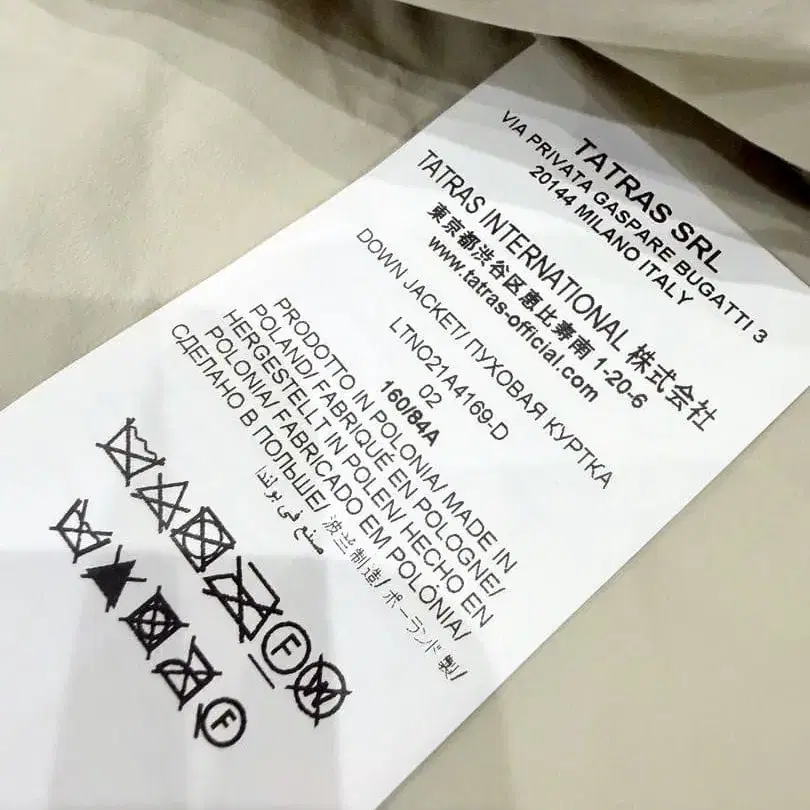 TATRAS SRL
VIA PRIVATA GASPARE BUGATTI 3
20144 MILANO ITALY
TATRAS INTERNATIONAL 株式会社
東京都渋谷区恵比寿南 1-20-6
www.tatras-official.com
DOWN JACKET/ ПУХОВАЯ КУРТКА
LTNO21A4169-D
02
160/84A
PRODOTTO IN POLONIA/ MADE IN
POLAND/ FABRIQUÉ EN POLOGNE/
HERGESTELLT IN POLEN/ HECHO EN
POLONIA/ FABRICADO EM POLÓNIA/
СДЕЛАНО В ПОЛЬШЕ/ 波兰制造/ ポーランド製/
صنع في بولندا
F
W
F